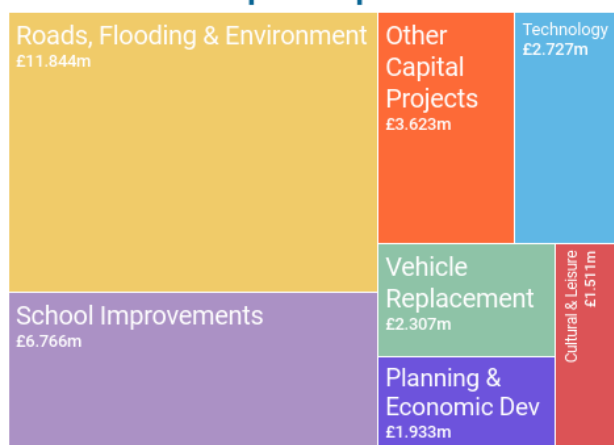 Roads, Flooding & Environment
£11.844m
Other
Capital
Projects
£3.623m
Technology
£2.727m
School Improvements
£6.766m
Vehicle
Replacement
£2.307m
Cultural & Leisure
£1.511m
Planning &
Economic Dev
£1.933m